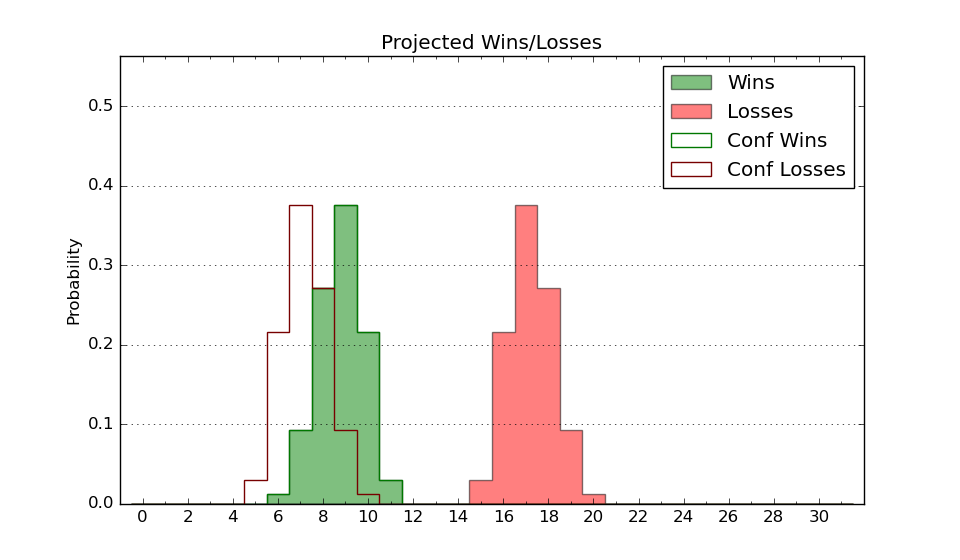 Projected Wins/Losses
Wins
Losses
Conf Wins
Conf Losses
Probability
0.5
0.4
0.3
0.2
0.1
0.0
0 2 4 6 8 10 12 14 16 18 20 22 24 26 28 30